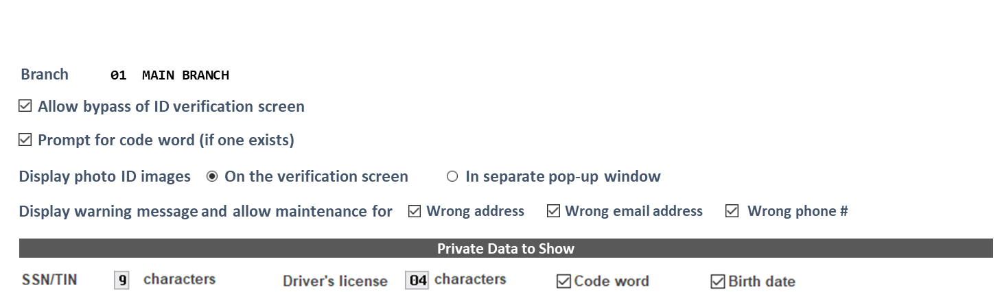 Branch 01 MAIN BRANCH
Allow bypass of ID verification screen
Prompt for code word (if one exists)
Display photo ID images On the verification screen In separate pop-up window
Display warning message and allow maintenance for Wrong address Wrong email address Wrong phone #
Private Data to Show
SSN/TIN 9 characters Driver's license 04 characters Code word Birth date